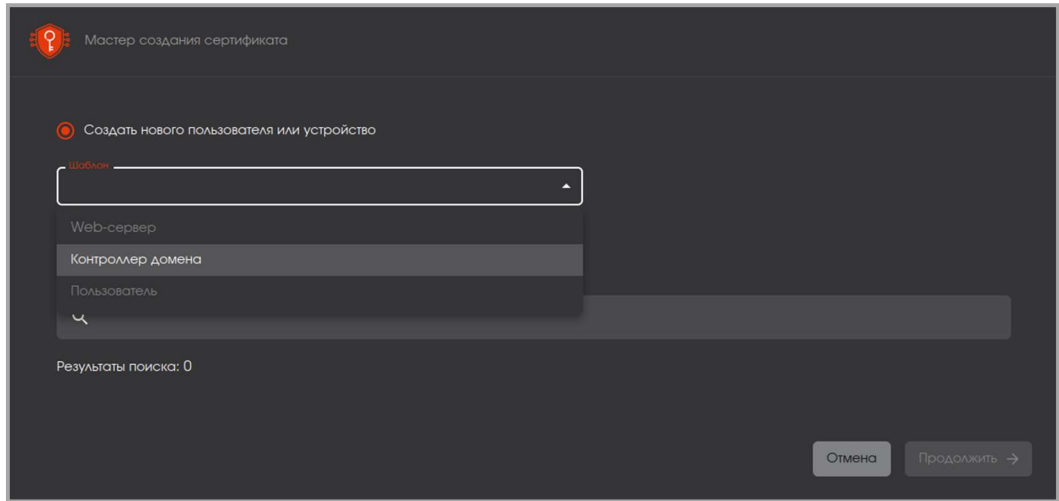 Мастер создания сертификата
Создать нового пользователя или устройство
Шаблон
Web-сервер
Контроллер домена
Пользователь
Результаты поиска: 0
Отмена
Продолжить →